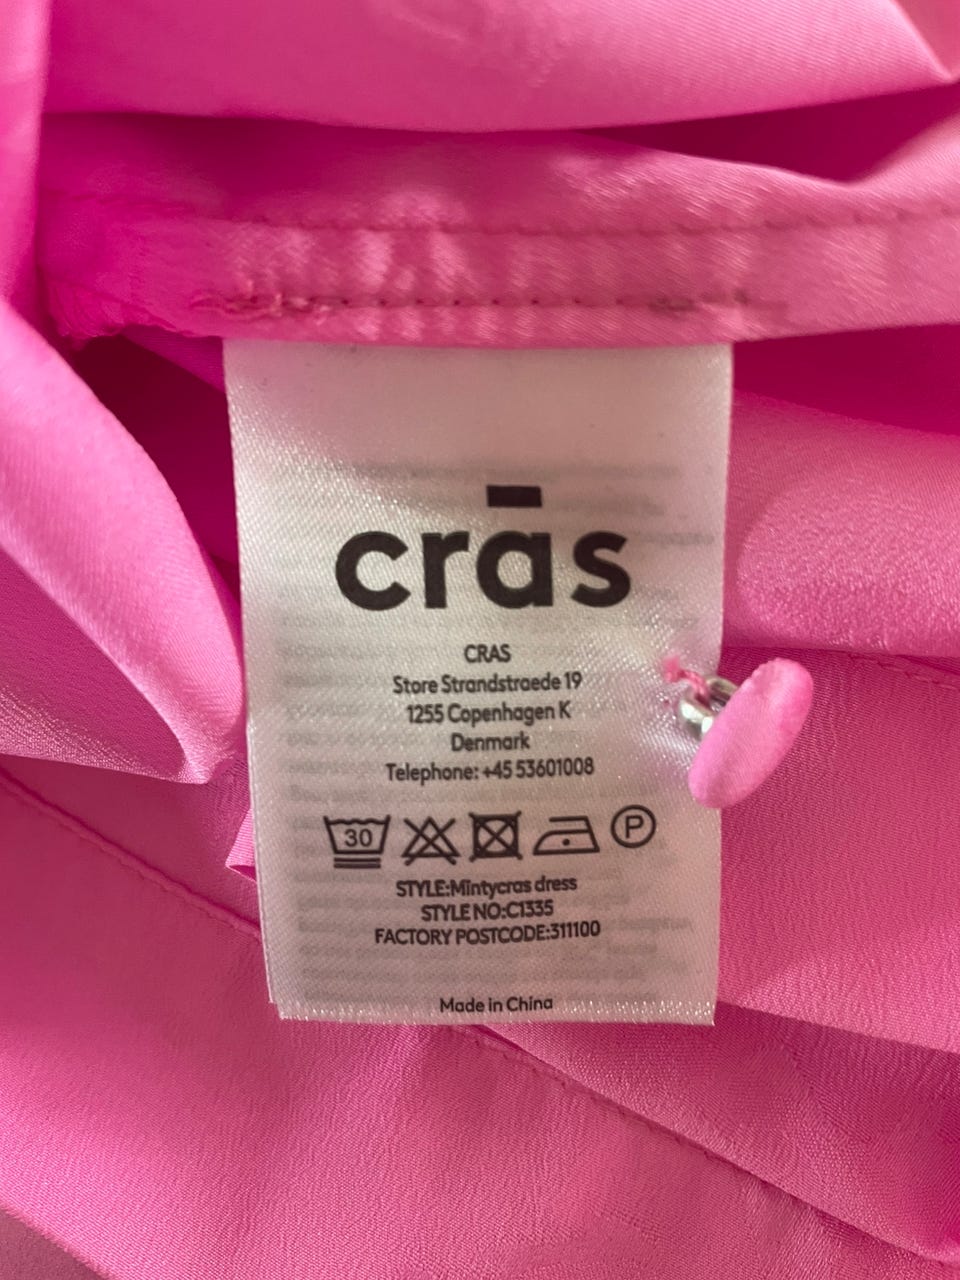 crās
CRAS
Store Strandstraede 19
1255 Copenhagen K
Denmark
Telephone: +45 53601008
30 P
STYLE:Mintycras dress
STYLE NO:C1335
FACTORY POSTCODE:311100
Made in China